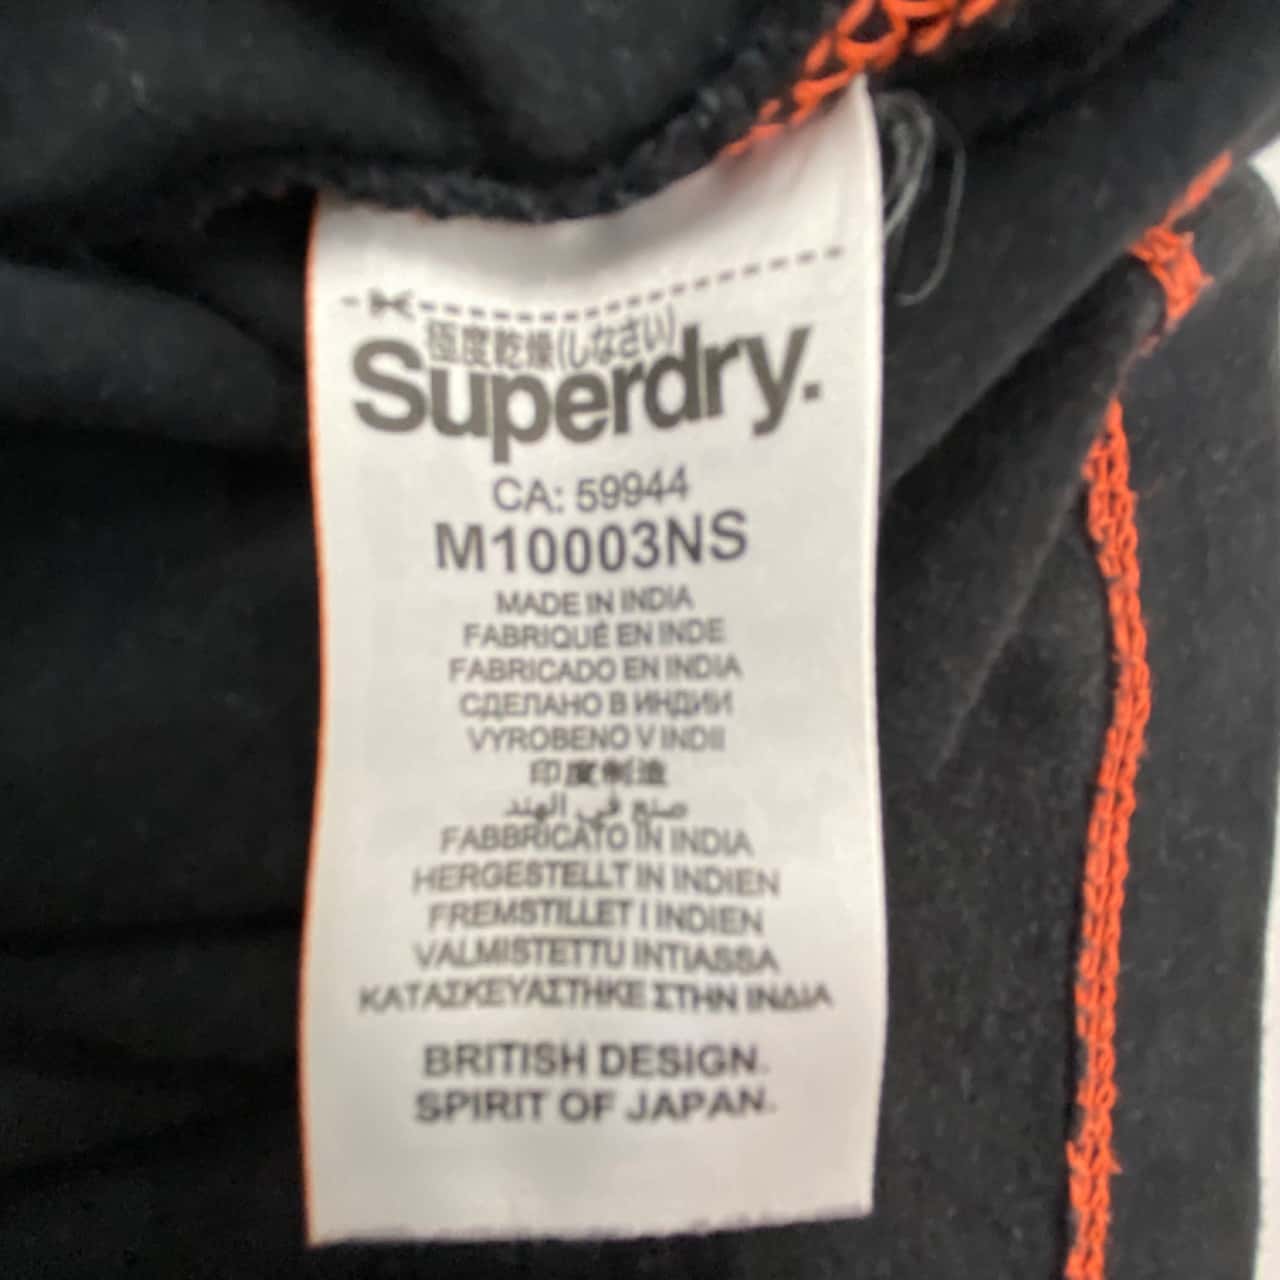 極度乾燥(しなさい)
Superdry.
CA: 59944
M10003NS
MADE IN INDIA
FABRIQUÉ EN INDE
FABRICADO EN INDIA
СДЕЛАНО В ИНДИИ
VYROBENO V INDII
印度制造
صنع في الهند
FABBRICATO IN INDIA
HERGESTELLT IN INDIEN
FREMSTILLET I INDIEN
VALMISTETTU INTIASSA
ΚΑΤΑΣΚΕΥΑΣΤΗΚΕ ΣΤΗΝ ΙΝΔΙΑ
BRITISH DESIGN.
SPIRIT OF JAPAN.